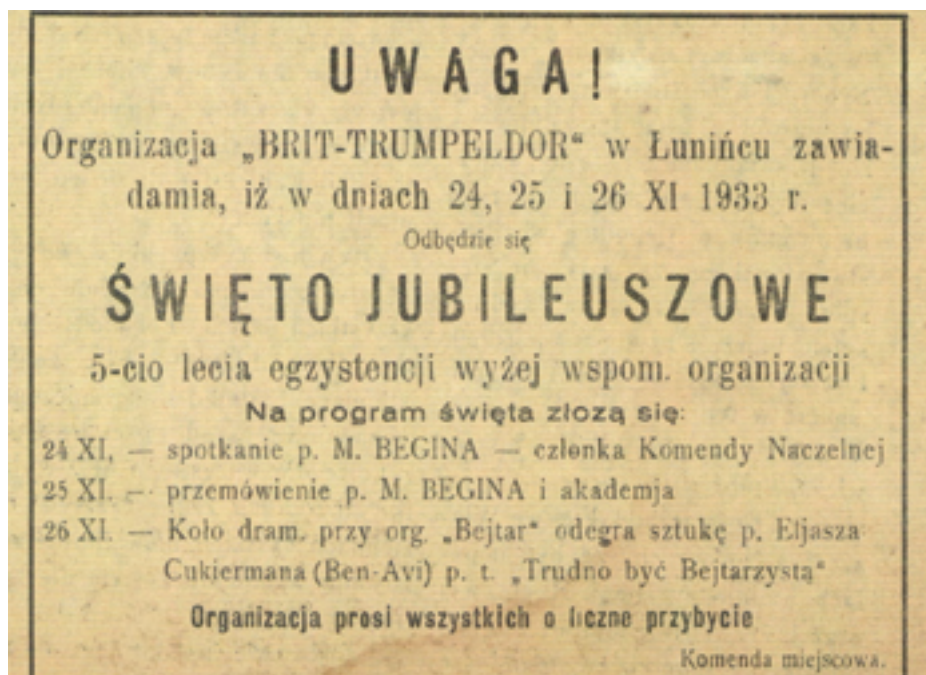 UWAGA!
Organizacja „BRIT-TRUMPELDOR“ w Łunińcu zawia-
damia, iż w dniach 24, 25 i 26 XI 1933 r.
Odbędzie się
ŚWIĘTO JUBILEUSZOWE
5-cio lecia egzystencji wyżej wspom. organizacji
Na program święta złożą się:
24 XI, — spotkanie p. M. BEGINA — członka Komendy Naczelnej
25 XI. — przemówienie p. M. BEGINA i akademja
26 XI. — Koło dram. przy org. „Bejtar“ odegra sztukę p. Eljasza
Cukiermana (Ben-Avi) p. t. „Trudno być Bejtarzystą“
Organizacja prosi wszystkich o liczne przybycie
Komenda miejscowa.